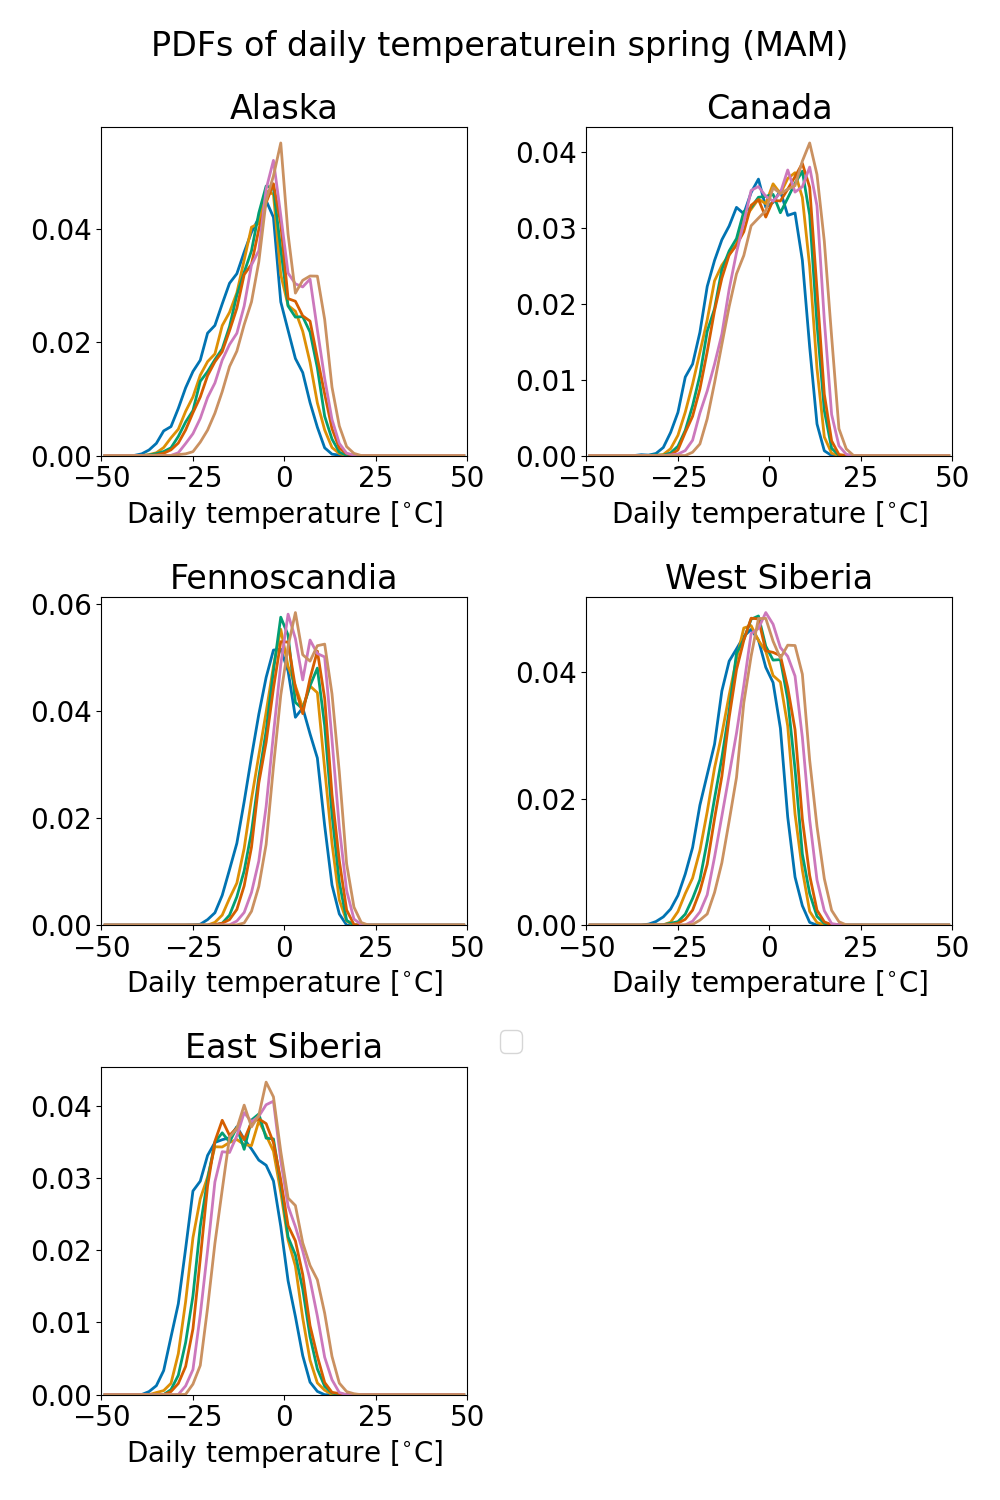 PDFs of daily temperaturein spring (MAM)
Alaska
0.04
0.02
0.00
−50 −25 0 25 50
Daily temperature [°C]
Canada
0.04
0.03
0.02
0.01
0.00
−50 −25 0 25 50
Daily temperature [°C]
Fennoscandia
0.06
0.04
0.02
0.00
−50 −25 0 25 50
Daily temperature [°C]
West Siberia
0.04
0.02
0.00
−50 −25 0 25 50
Daily temperature [°C]
East Siberia
0.04
0.03
0.02
0.01
0.00
−50 −25 0 25 50
Daily temperature [°C]